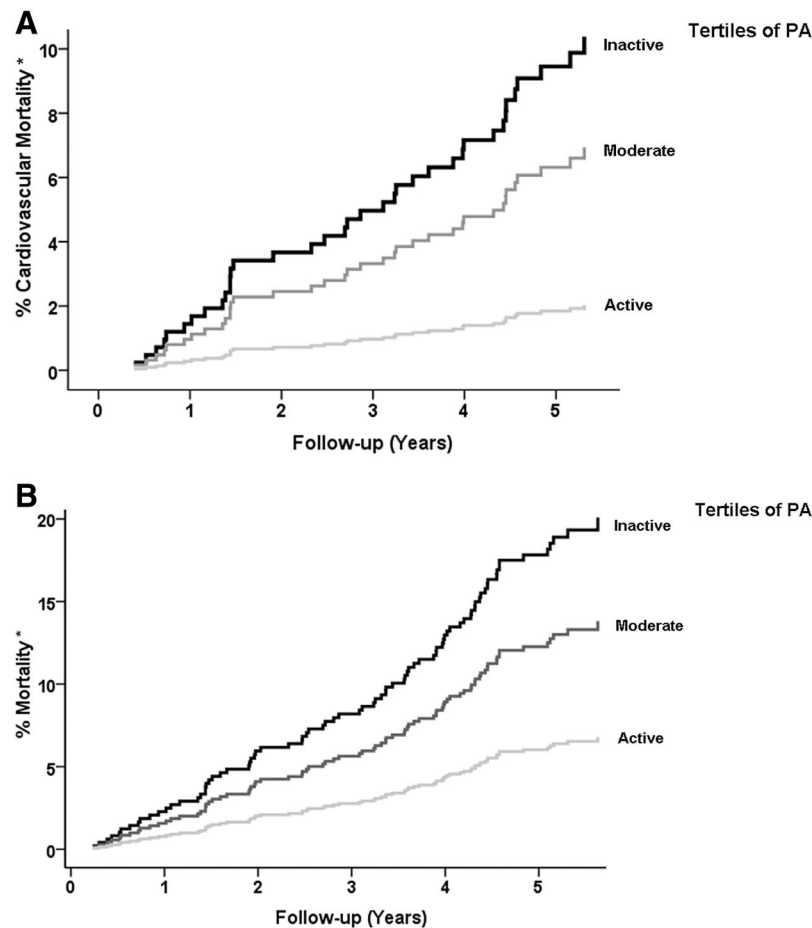 A
Tertiles of PA
% Cardiovascular Mortality *
10
8
6
4
2
0
Inactive
Moderate
Active
0 1 2 3 4 5
Follow-up (Years)
B
Tertiles of PA
% Mortality *
20
15
10
5
0
Inactive
Moderate
Active
0 1 2 3 4 5
Follow-up (Years)